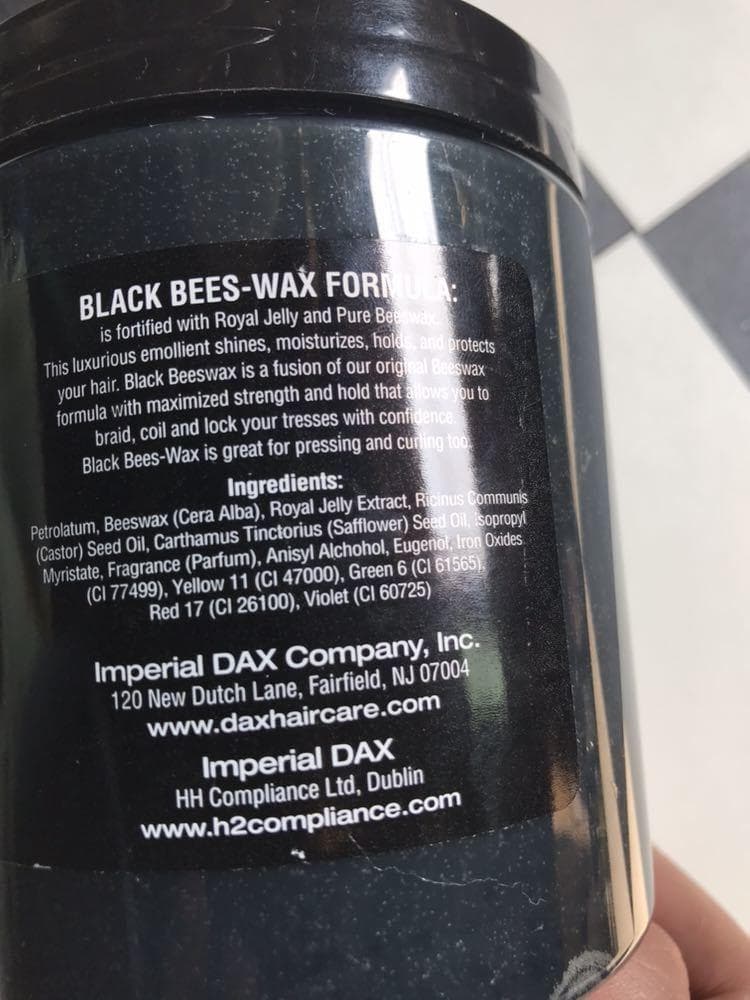 BLACK BEES-WAX FORMULA:
is fortified with Royal Jelly and Pure Beeswax.
This luxurious emollient shines, moisturizes, holds, and protects
your hair. Black Beeswax is a fusion of our original Beeswax
formula with maximized strength and hold that allows you to
braid, coil and lock your tresses with confidence.
Black Bees-Wax is great for pressing and curling too.
Ingredients:
Petrolatum, Beeswax (Cera Alba), Royal Jelly Extract, Ricinus Communis
(Castor) Seed Oil, Carthamus Tinctorius (Safflower) Seed Oil, Isopropyl
Myristate, Fragrance (Parfum), Anisyl Alchohol, Eugenol, Iron Oxides
(CI 77499), Yellow 11 (CI 47000), Green 6 (CI 61565),
Red 17 (CI 26100), Violet (CI 60725)
Imperial DAX Company, Inc.
120 New Dutch Lane, Fairfield, NJ 07004
www.daxhaircare.com
Imperial DAX
HH Compliance Ltd, Dublin
www.h2compliance.com